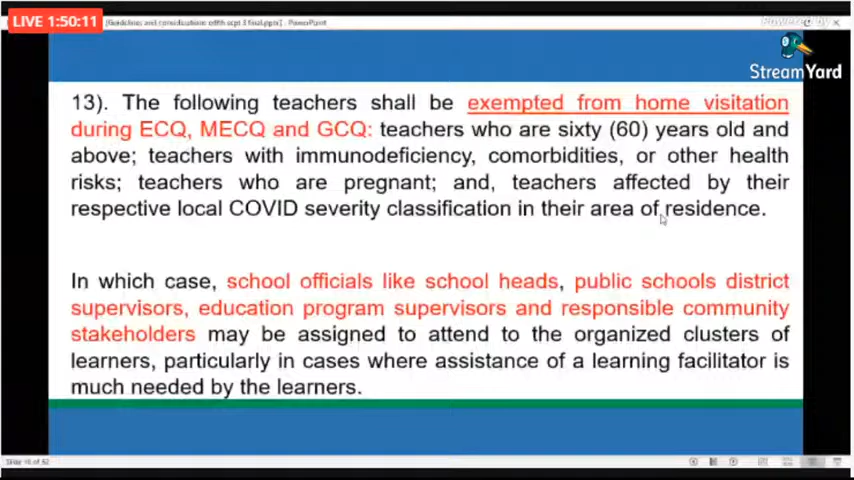 LIVE 1:50:11
Powered by
StreamYard
13). The following teachers shall be exempted from home visitation
during ECQ, MECQ and GCQ: teachers who are sixty (60) years old and
above; teachers with immunodeficiency, comorbidities, or other health
risks; teachers who are pregnant; and, teachers affected by their
respective local COVID severity classification in their area of residence.
In which case, school officials like school heads, public schools district
supervisors, education program supervisors and responsible community
stakeholders may be assigned to attend to the organized clusters of
learners, particularly in cases where assistance of a learning facilitator is
much needed by the learners.